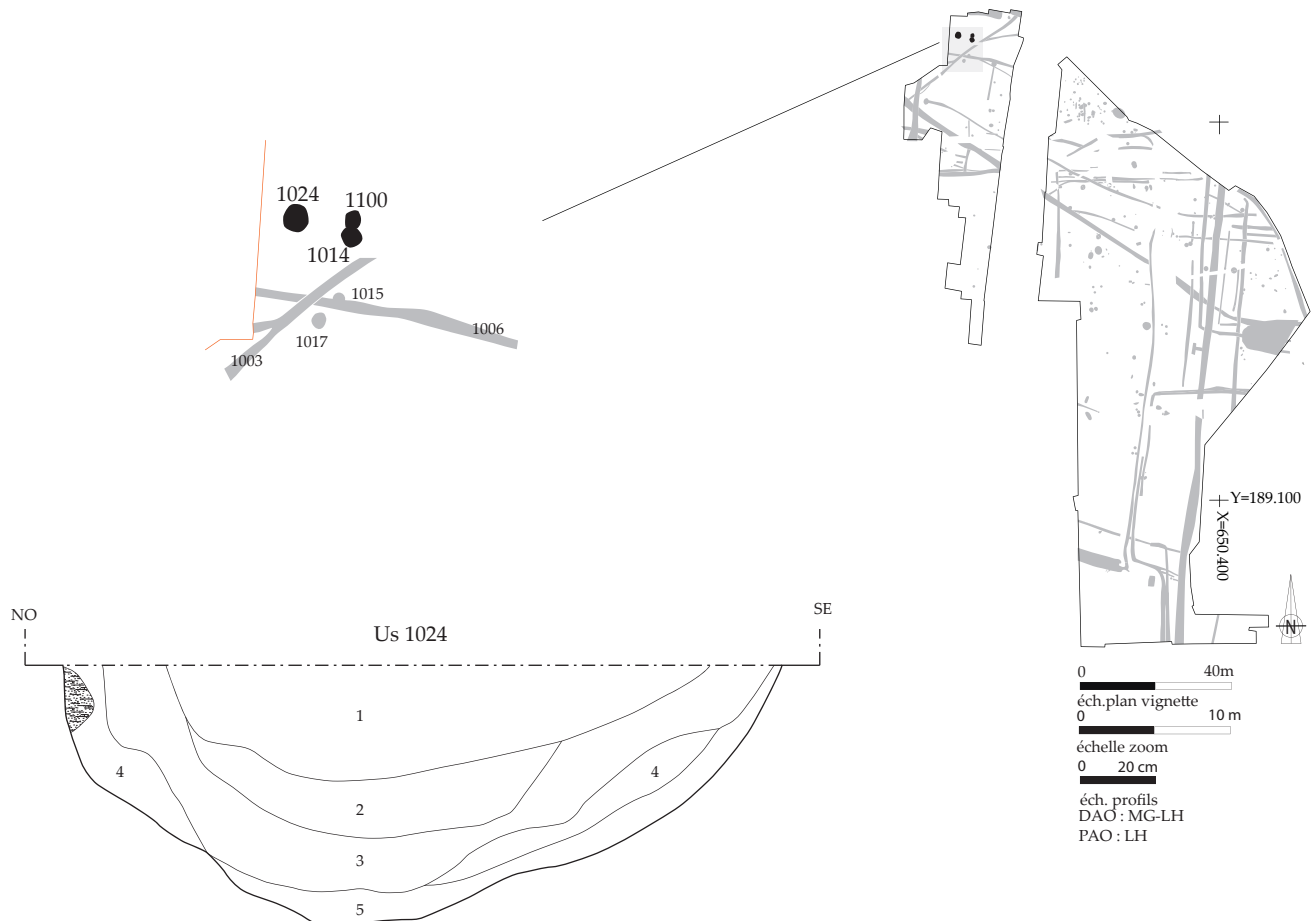 1024
1100
1014
1015
1017
1006
1003
Y=189.100
X=650.400
N
NO
SE
Us 1024
1
2
3
4
4
5
0 40m
éch.plan vignette
0 10 m
échelle zoom
0 20 cm
éch. profils
DAO : MG-LH
PAO : LH